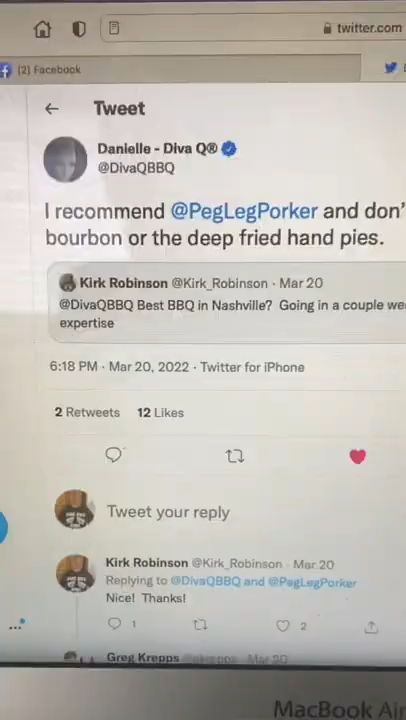 twitter.com
(2) Facebook
Tweet
Danielle - Diva Q®
@DivaQBBQ
I recommend @PegLegPorker and don'
bourbon or the deep fried hand pies.
Kirk Robinson @Kirk_Robinson · Mar 20
@DivaQBBQ Best BBQ in Nashville? Going in a couple we
expertise
6:18 PM · Mar 20, 2022 · Twitter for iPhone
2 Retweets 12 Likes
Tweet your reply
Kirk Robinson @Kirk_Robinson · Mar 20
Replying to @DivaQBBQ and @PegLegPorker
Nice! Thanks!
1 2
Greg Krepps @gkrepps · Mar 20
MacBook Air